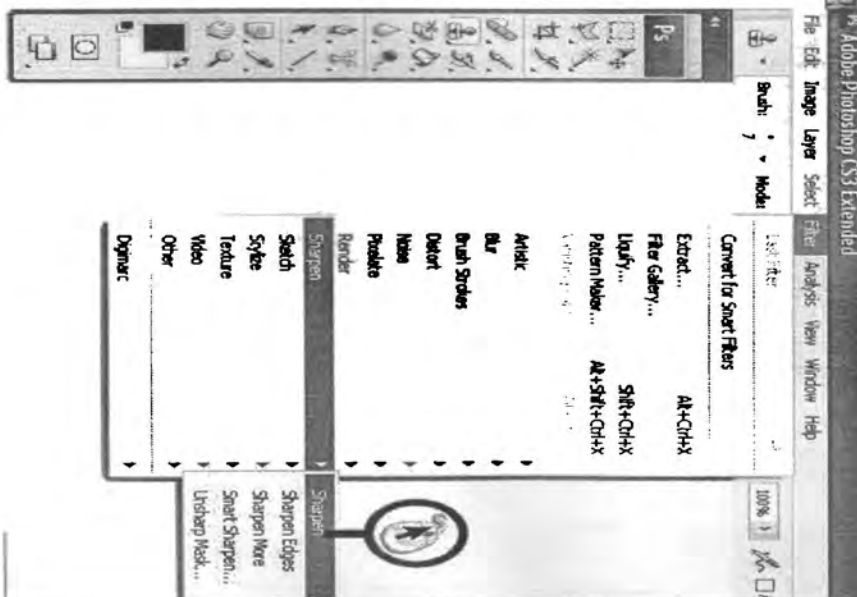 Ps Adobe Photoshop CS3 Extended
File Edit Image Layer Select Filter Analysis View Window Help
Brush: 7 Mode:
100%
Ps
Last Filter
Convert for Smart Filters
Extract... Alt+Ctrl+X
Filter Gallery...
Liquify... Shift+Ctrl+X
Pattern Maker... Alt+Shift+Ctrl+X
Artistic
Blur
Brush Strokes
Distort
Noise
Pixelate
Render
Sharpen
Sketch
Stylize
Texture
Video
Other
Digimarc
Sharpen
Sharpen Edges
Sharpen More
Smart Sharpen...
Unsharp Mask...